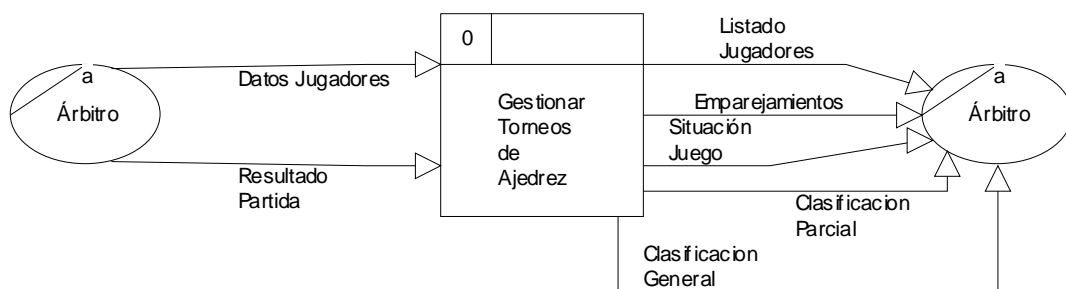 a
Árbitro
Datos Jugadores
Resultado
Partida
0
Gestionar
Torneos
de
Ajedrez
Listado
Jugadores
Emparejamientos
Situación
Juego
Clasificacion
Parcial
Clasificacion
General
a
Árbitro